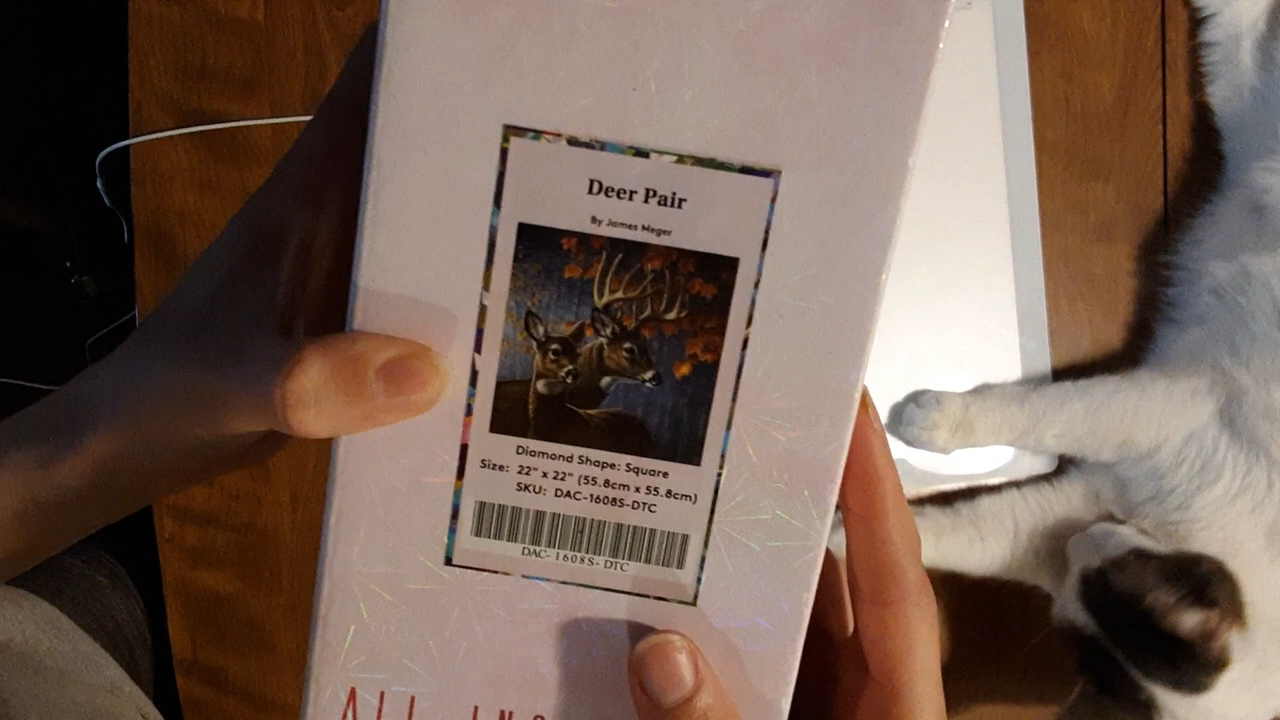 Deer Pair
By James Meger
Diamond Shape: Square
Size: 22" x 22" (55.8cm x 55.8cm)
SKU: DAC-1608S-DTC
DAC- 1608S- DTC
ALL